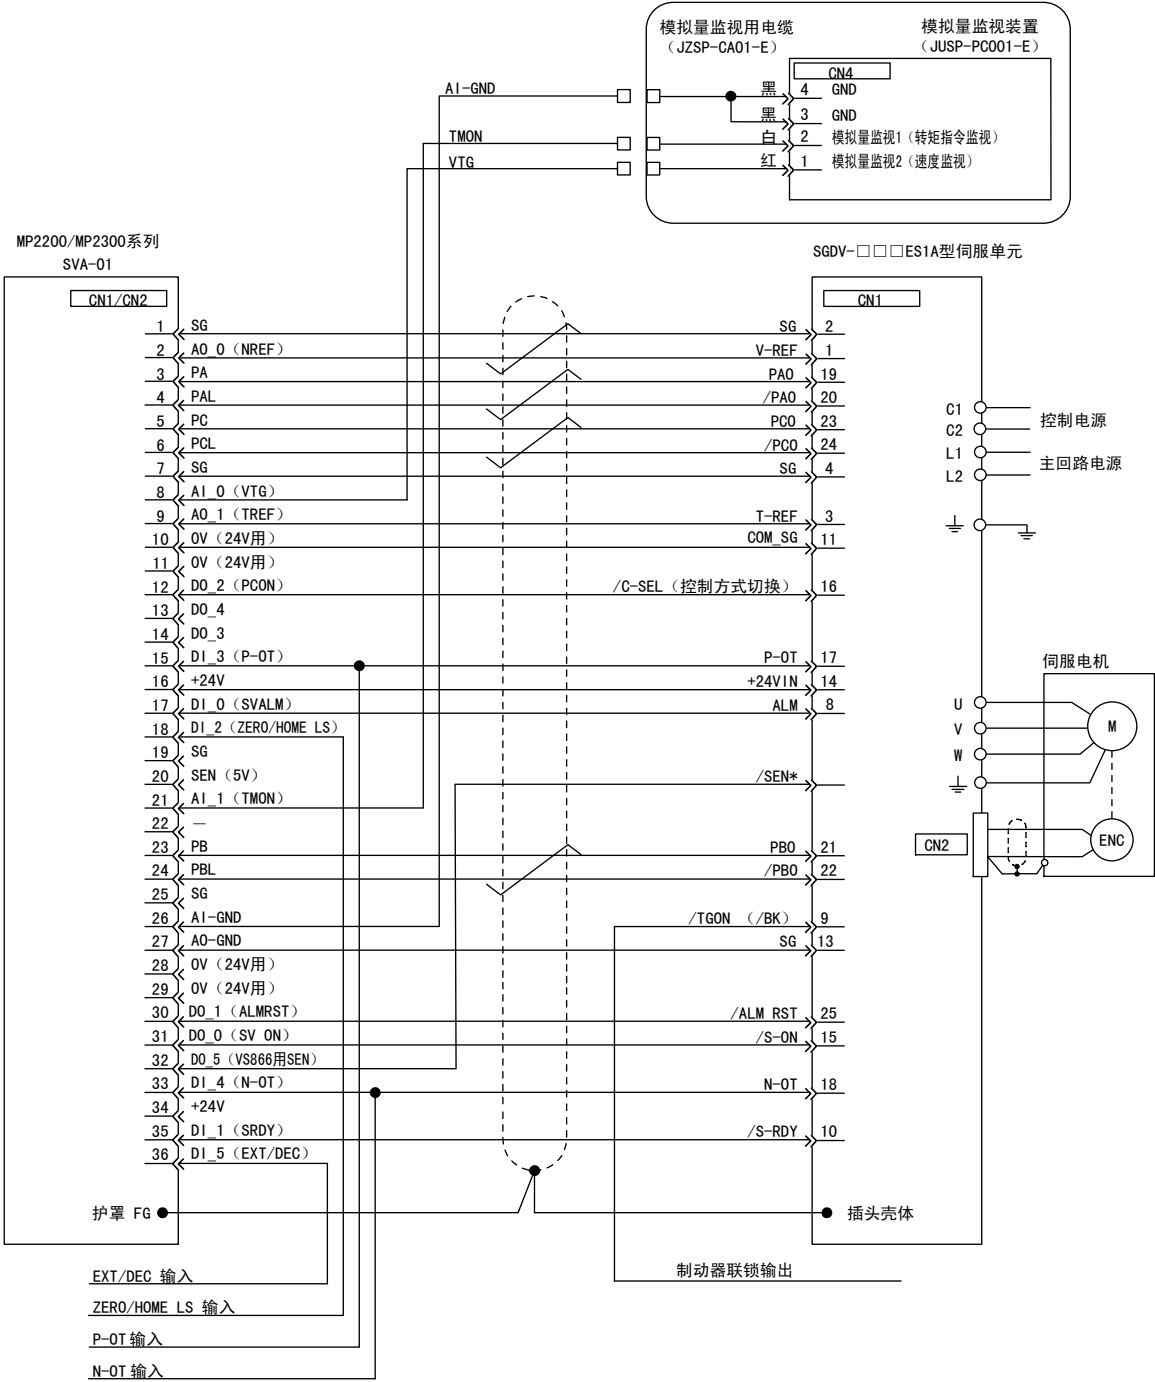 模拟量监视用电缆
（JZSP-CA01-E）
模拟量监视装置
（JUSP-PC001-E）
CN4
AI-GND
黑
4
GND
黑
3
GND
TMON
白
2
模拟量监视1（转矩指令监视）
VTG
红
1
模拟量监视2（速度监视）
MP2200/MP2300系列
SVA-01
SGDV-□□□ES1A型伺服单元
CN1/CN2
CN1
1 SG SG 2
2 AO_0（NREF） V-REF 1
3 PA PAO 19
4 PAL /PAO 20
5 PC PCO 23
6 PCL /PCO 24
7 SG SG 4
8 AI_0（VTG）
9 AO_1（TREF） T-REF 3
10 0V（24V用） COM_SG 11
11 0V（24V用）
12 DO_2（PCON） /C-SEL（控制方式切换） 16
13 DO_4
14 DO_3
15 DI_3（P-OT） P-OT 17
16 +24V +24VIN 14
17 DI_0（SVALM） ALM 8
18 DI_2（ZERO/HOME LS）
19 SG
20 SEN（5V） /SEN*
21 AI_1（TMON）
22 —
23 PB PBO 21
24 PBL /PBO 22
25 SG
26 AI-GND /TGON （/BK） 9
27 AO-GND SG 13
28 0V（24V用）
29 0V（24V用）
30 DO_1（ALMRST） /ALM RST 25
31 DO_0（SV ON） /S-ON 15
32 DO_5（VS866用SEN）
33 DI_4（N-OT） N-OT 18
34 +24V
35 DI_1（SRDY） /S-RDY 10
36 DI_5（EXT/DEC）
C1
控制电源
C2
L1
主回路电源
L2
伺服电机
U
V
M
W
CN2
ENC
护罩 FG
插头壳体
制动器联锁输出
EXT/DEC 输入
ZERO/HOME LS 输入
P-OT 输入
N-OT 输入